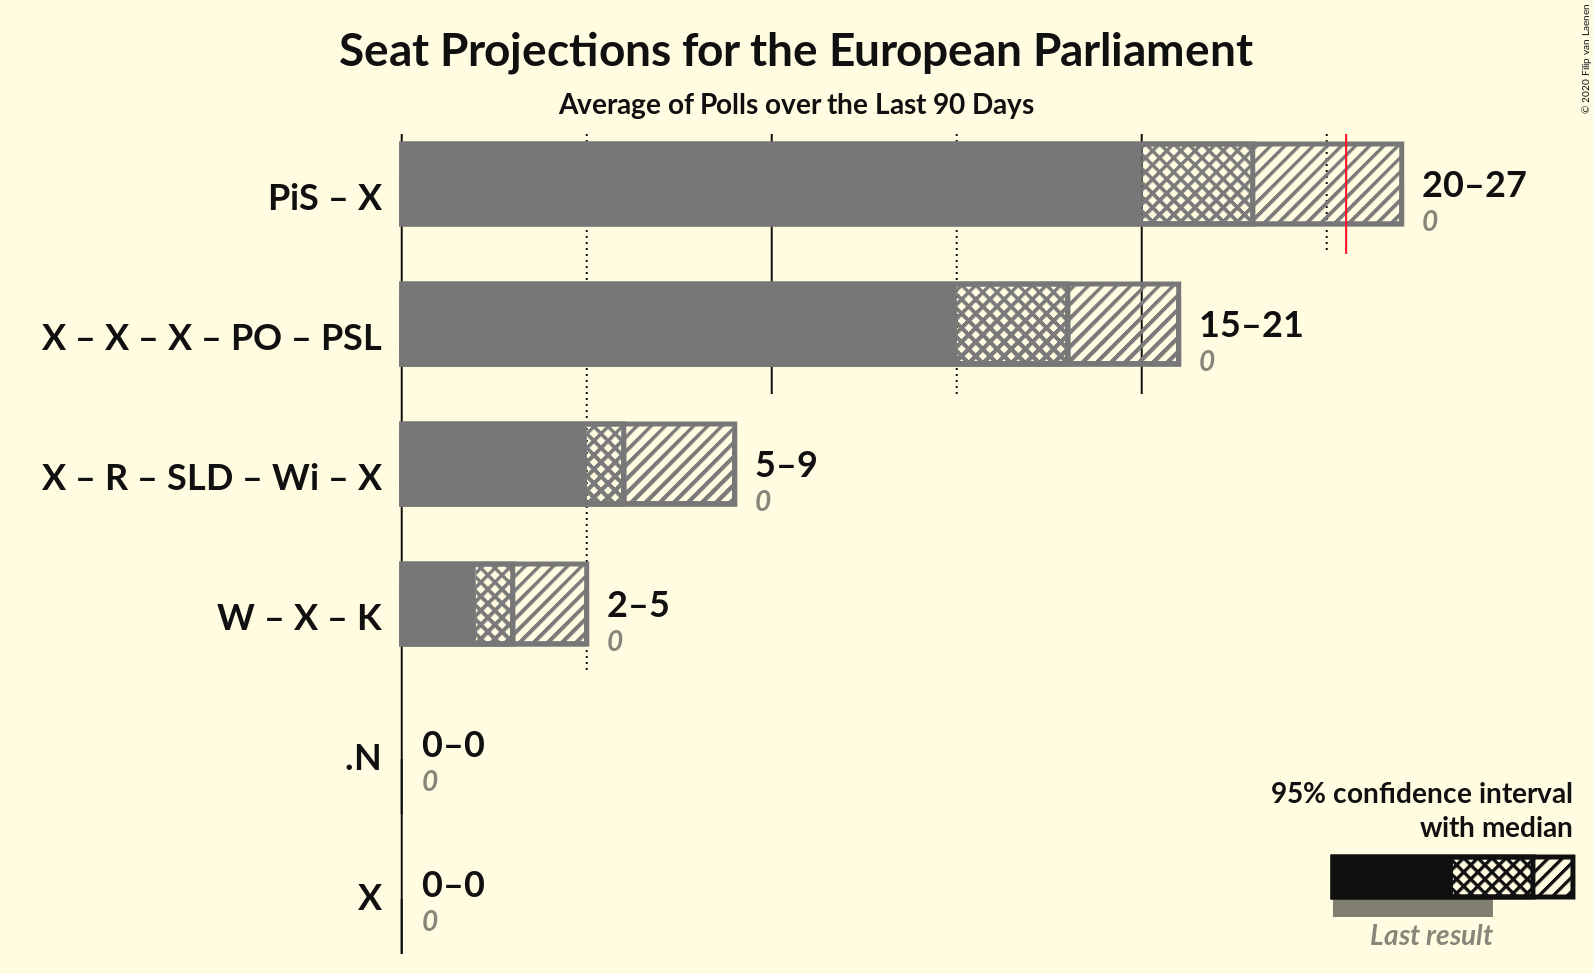 Seat Projections for the European Parliament
Average of Polls over the Last 90 Days
© 2020 Filip van Laenen
PiS – X
20–27
0
X – X – X – PO – PSL
15–21
0
X – R – SLD – Wi – X
5–9
0
W – X – K
2–5
0
.N
0–0
0
X
0–0
0
95% confidence interval
with median
Last result